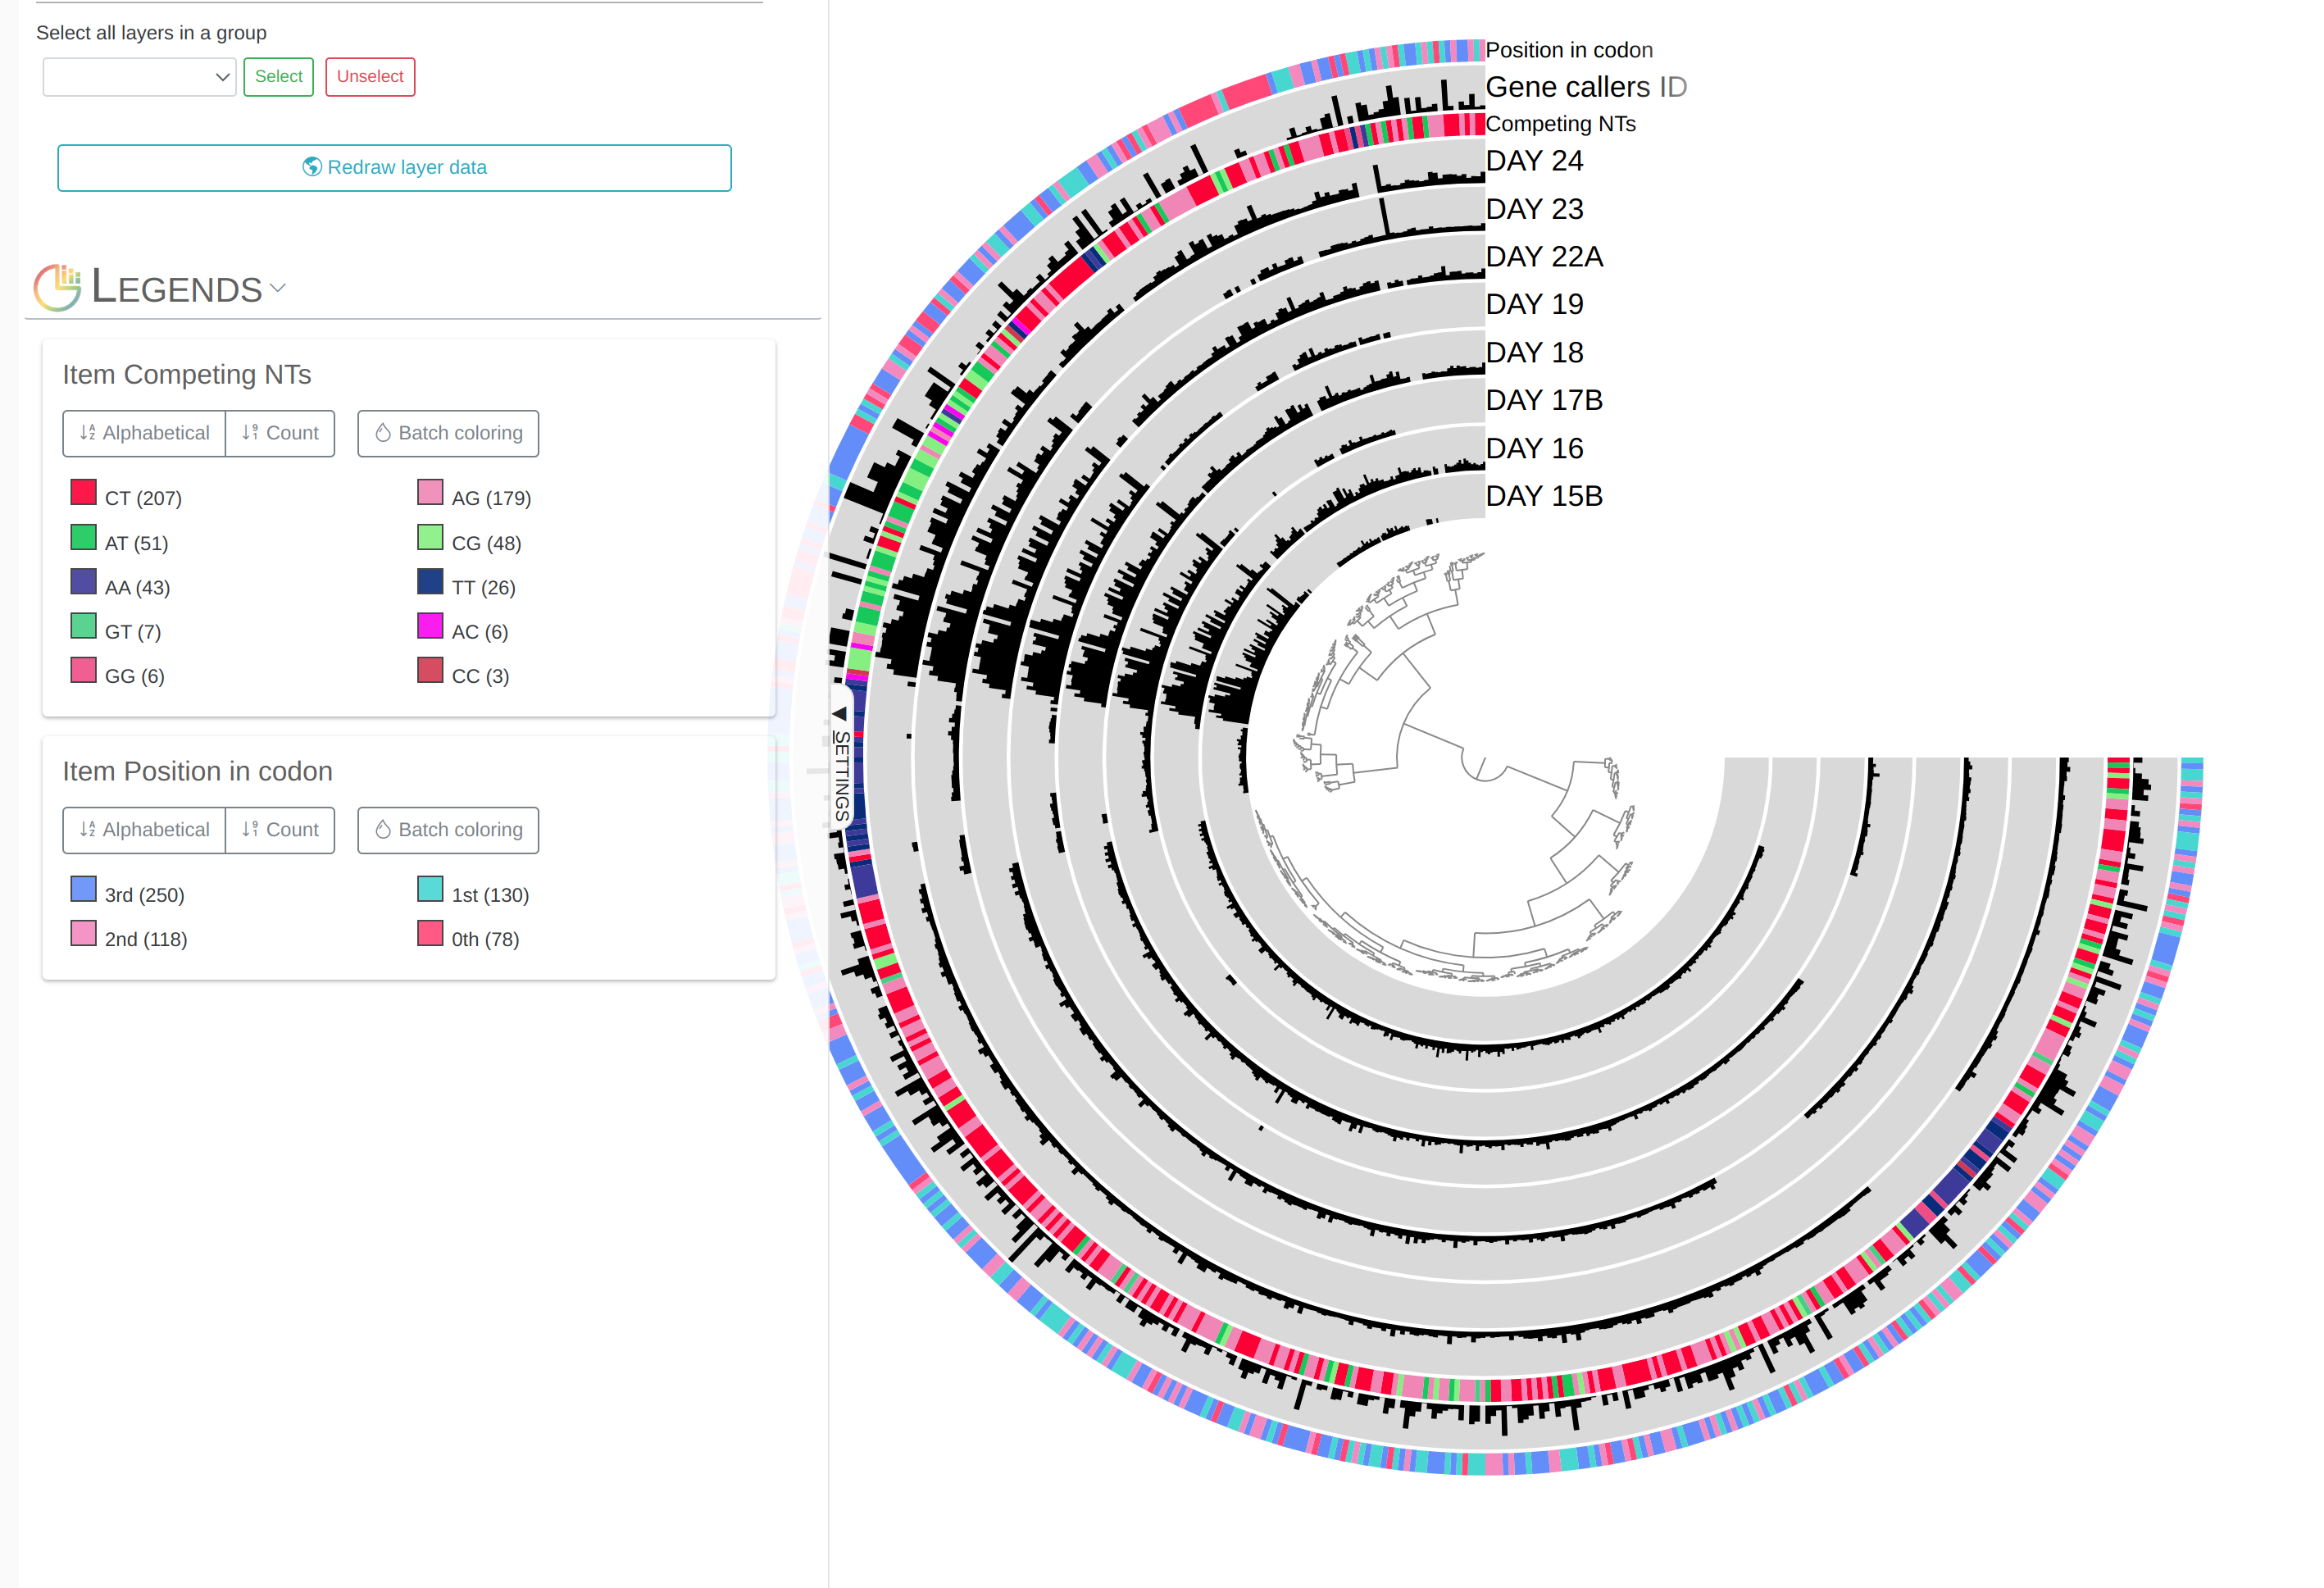 Select all layers in a group
Select
Unselect
Redraw layer data
LEGENDS
Item Competing NTs
Alphabetical
Count
Batch coloring
CT (207)
AG (179)
AT (51)
CG (48)
AA (43)
TT (26)
GT (7)
AC (6)
GG (6)
CC (3)
Item Position in codon
Alphabetical
Count
Batch coloring
3rd (250)
1st (130)
2nd (118)
0th (78)
SETTINGS
Position in codon
Gene callers ID
Competing NTs
DAY 24
DAY 23
DAY 22A
DAY 19
DAY 18
DAY 17B
DAY 16
DAY 15B